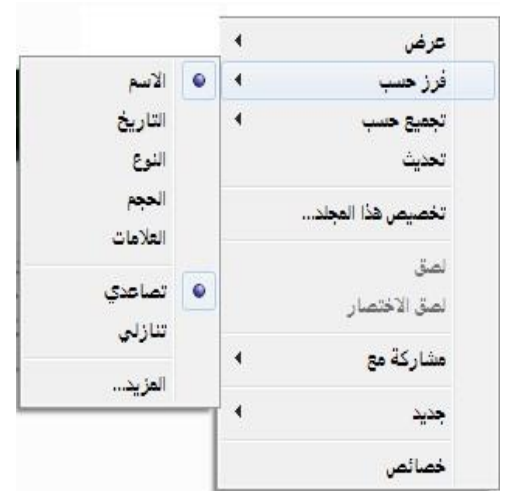 عرض
فرز حسب
تجميع حسب
تحديث
تخصيص هذا المجلد...
لصق
لصق الاختصار
مشاركة مع
جديد
خصائص
الاسم
التاريخ
النوع
الحجم
العلامات
تصاعدي
تنازلي
المزيد...